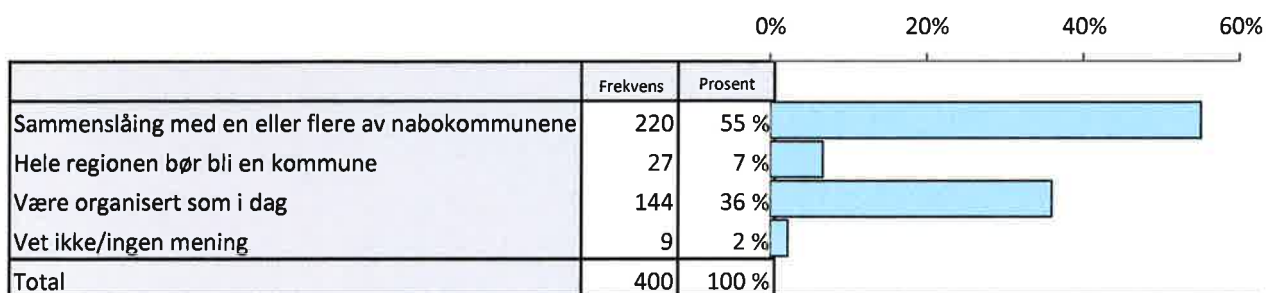 0% 20% 40% 60%
Frekvens Prosent
Sammenslåing med en eller flere av nabokommunene 220 55 %
Hele regionen bør bli en kommune 27 7 %
Være organisert som i dag 144 36 %
Vet ikke/ingen mening 9 2 %
Total 400 100 %